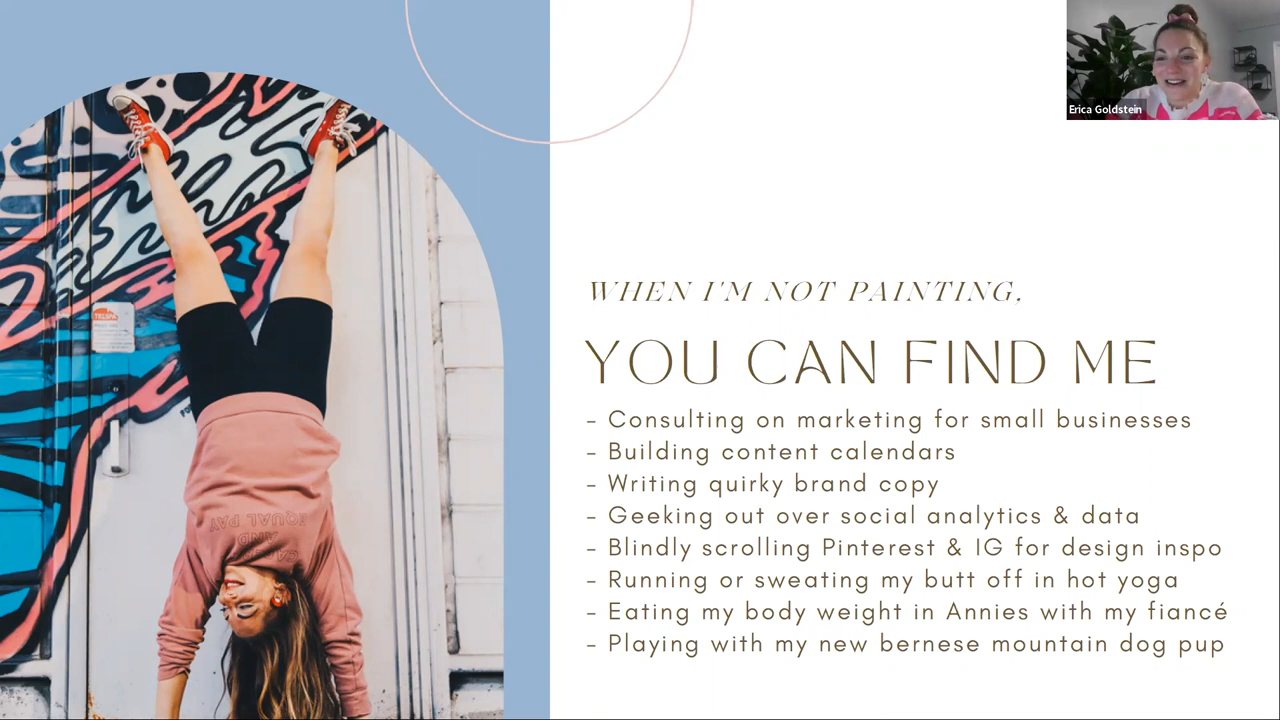 Erica Goldstein
WHEN I'M NOT PAINTING,
YOU CAN FIND ME
- Consulting on marketing for small businesses
- Building content calendars
- Writing quirky brand copy
- Geeking out over social analytics & data
- Blindly scrolling Pinterest & IG for design inspo
- Running or sweating my butt off in hot yoga
- Eating my body weight in Annies with my fiancé
- Playing with my new bernese mountain dog pup
EQUAL PAY
AND